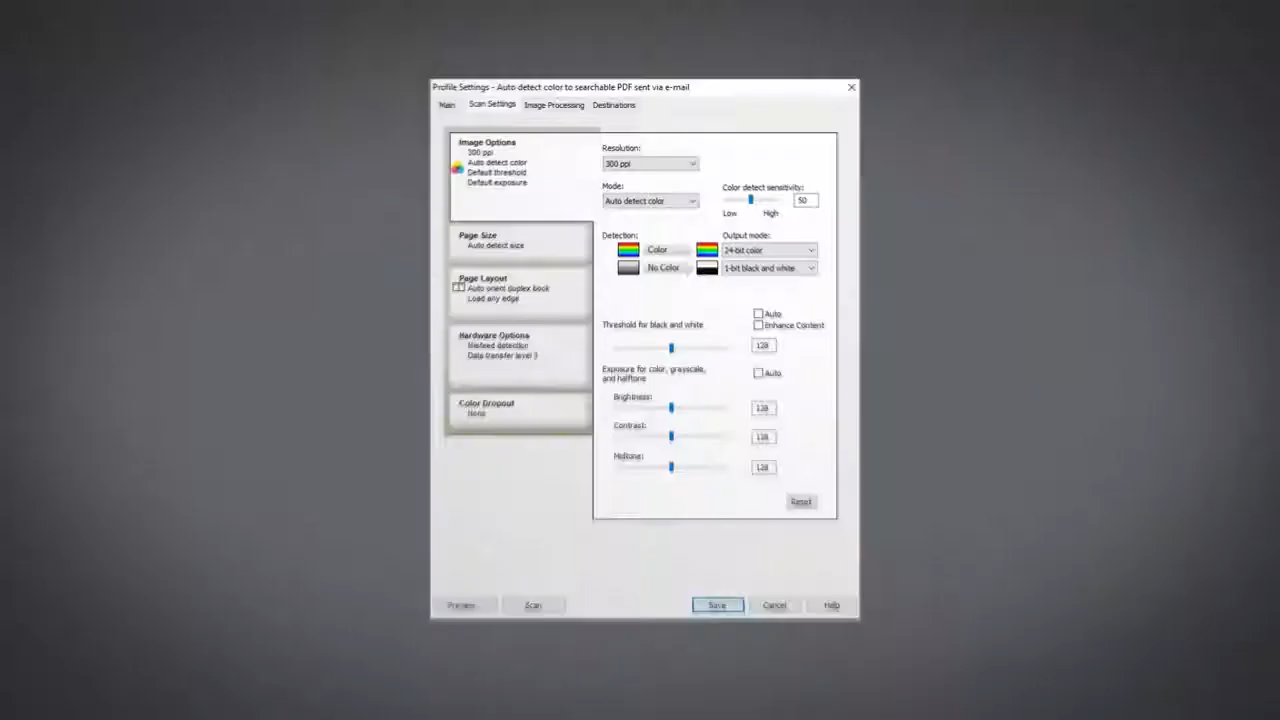 Profile Settings - Auto detect color to searchable PDF sent via e-mail
Main Scan Settings Image Processing Destinations
Image Options
300 ppi
Auto detect color
Default threshold
Default exposure
Page Size
Auto detect size
Page Layout
Auto orient duplex book
Load any edge
Hardware Options
Misfeed detection
Data transfer level 3
Color Dropout
None
Resolution:
300 ppi
Mode:
Auto detect color
Color detect sensitivity:
50
Low High
Detection: Output mode:
Color 24-bit color
No Color 1-bit black and white
Auto
Enhance Content
Threshold for black and white
128
Exposure for color, grayscale,
and halftone
Auto
Brightness:
128
Contrast:
128
Midtone:
128
Reset
Preview Scan Save Cancel Help